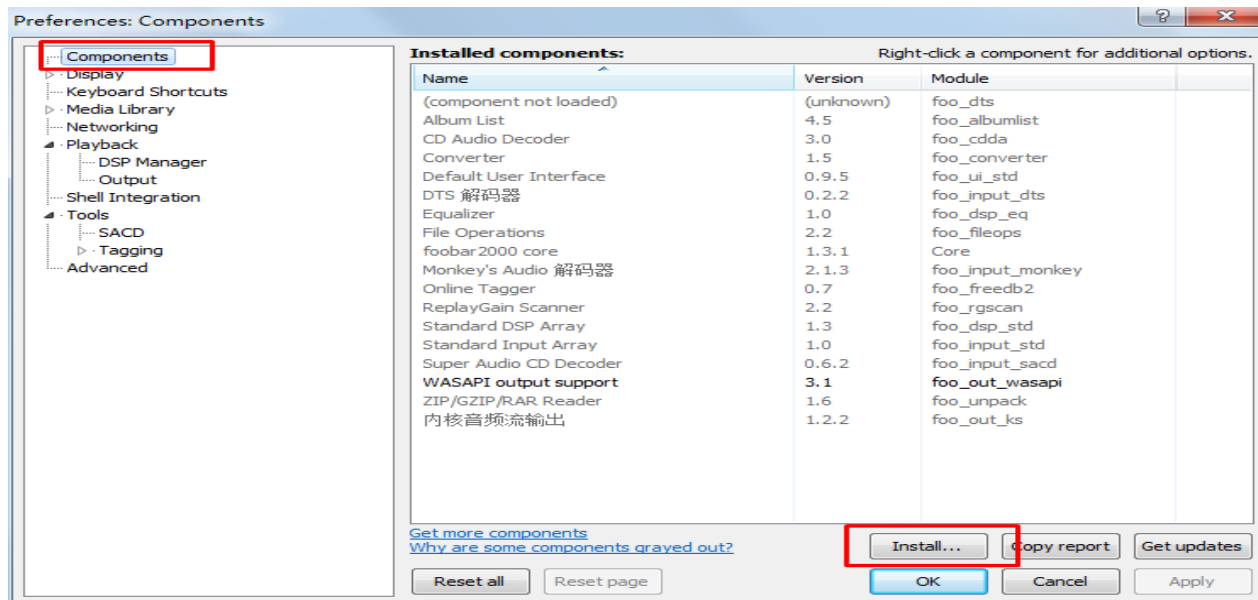 Preferences: Components
Components
Display
Keyboard Shortcuts
Media Library
Networking
Playback
DSP Manager
Output
Shell Integration
Tools
SACD
Tagging
Advanced
Installed components: Right-click a component for additional options.
Name Version Module
(component not loaded) (unknown) foo_dts
Album List 4.5 foo_albumlist
CD Audio Decoder 3.0 foo_cdda
Converter 1.5 foo_converter
Default User Interface 0.9.5 foo_ui_std
DTS 解码器 0.2.2 foo_input_dts
Equalizer 1.0 foo_dsp_eq
File Operations 2.2 foo_fileops
foobar2000 core 1.3.1 Core
Monkey's Audio 解码器 2.1.3 foo_input_monkey
Online Tagger 0.7 foo_freedb2
ReplayGain Scanner 2.2 foo_rgscan
Standard DSP Array 1.3 foo_dsp_std
Standard Input Array 1.0 foo_input_std
Super Audio CD Decoder 0.6.2 foo_input_sacd
WASAPI output support 3.1 foo_out_wasapi
ZIP/GZIP/RAR Reader 1.6 foo_unpack
内核音频流输出 1.2.2 foo_out_ks
Get more components
Why are some components grayed out?
Install... Copy report Get updates
Reset all Reset page OK Cancel Apply